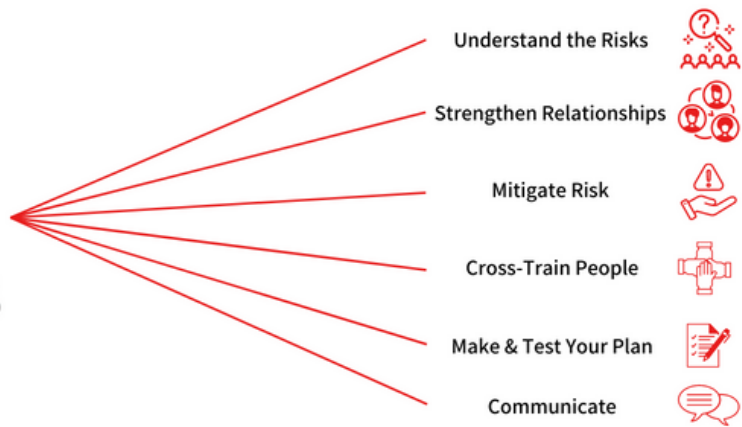 Understand the Risks
Strengthen Relationships
Mitigate Risk
Cross-Train People
Make & Test Your Plan
Communicate